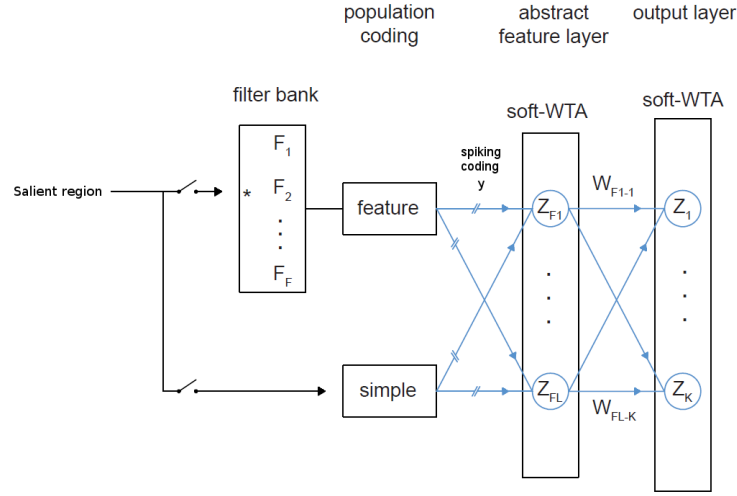 population
coding
abstract
feature layer
output layer
filter bank
soft-WTA
soft-WTA
F1
spiking
coding
y
Salient region
*
F2
feature
ZF1
WF1-1
Z1
FF
simple
ZFL
WFL-K
ZK